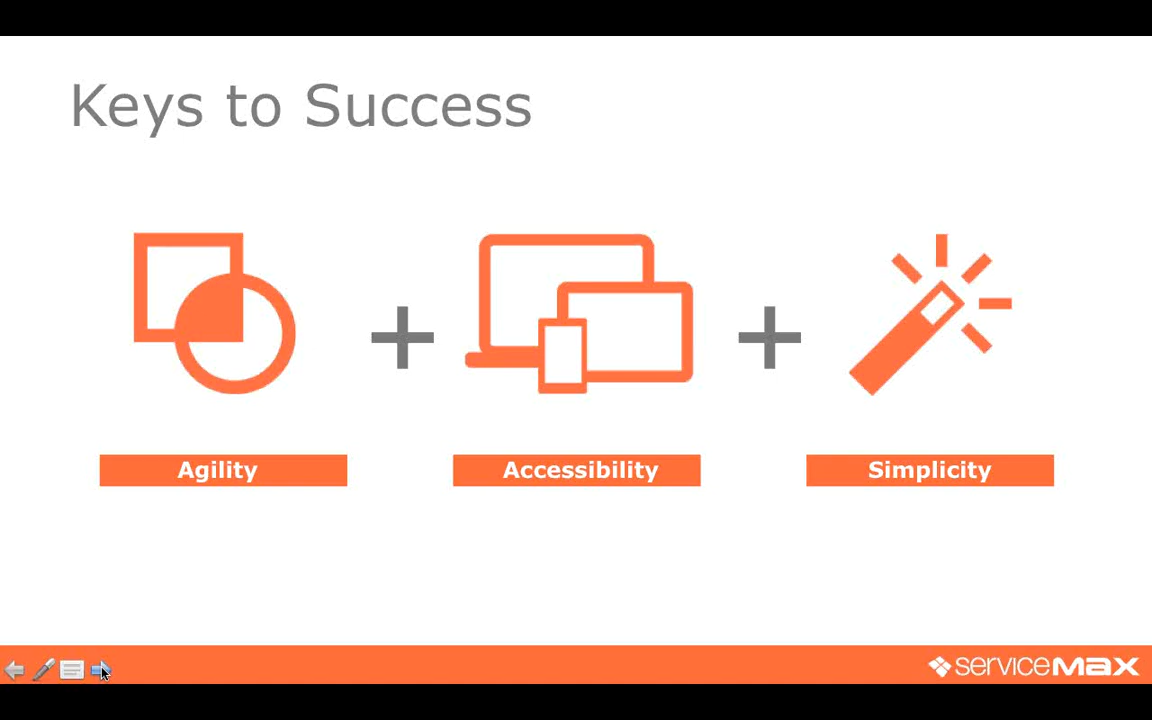 Keys to Success
Agility
Accessibility
Simplicity
serviceMAX